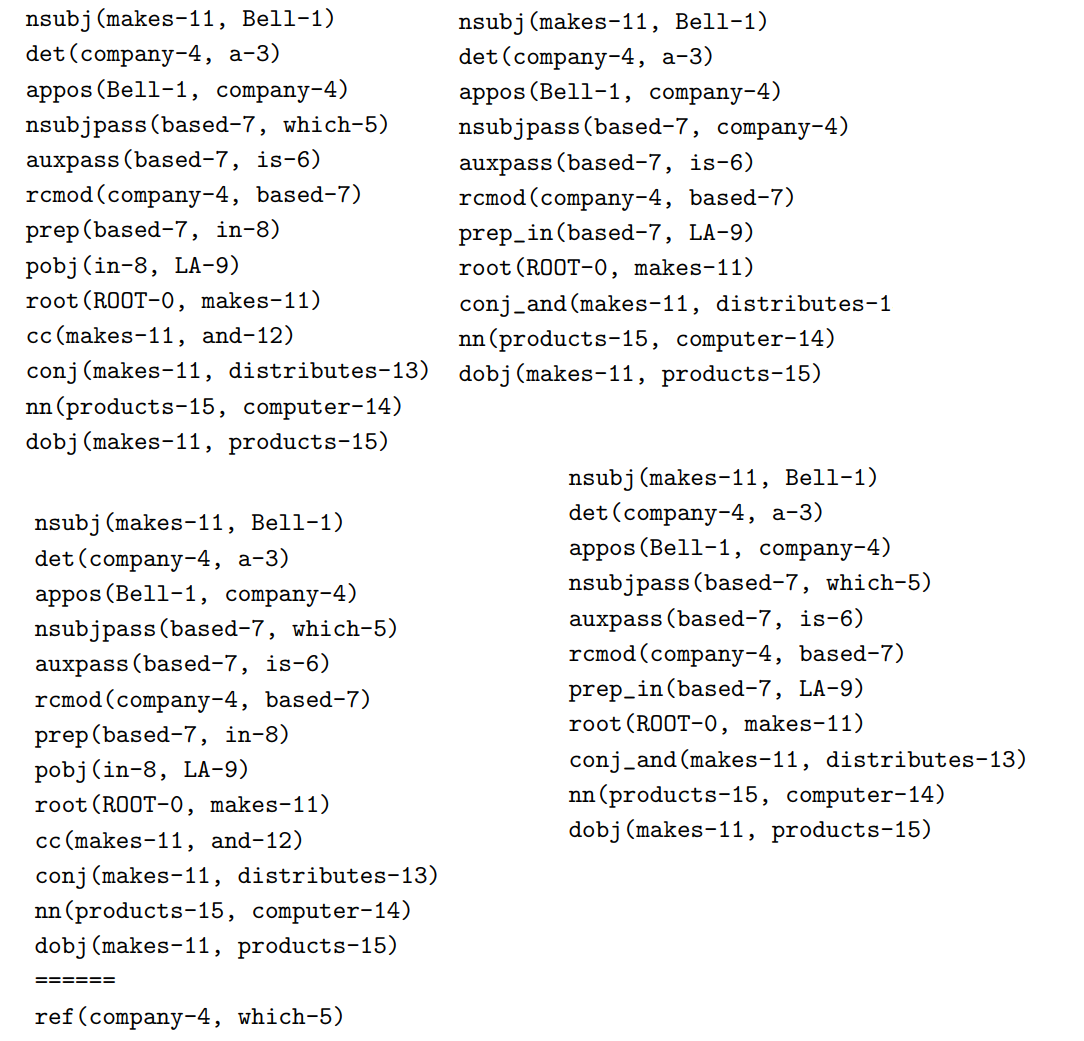 nsubj(makes-11, Bell-1)
det(company-4, a-3)
appos(Bell-1, company-4)
nsubjpass(based-7, which-5)
auxpass(based-7, is-6)
rcmod(company-4, based-7)
prep(based-7, in-8)
pobj(in-8, LA-9)
root(ROOT-0, makes-11)
cc(makes-11, and-12)
conj(makes-11, distributes-13)
nn(products-15, computer-14)
dobj(makes-11, products-15)
nsubj(makes-11, Bell-1)
det(company-4, a-3)
appos(Bell-1, company-4)
nsubjpass(based-7, company-4)
auxpass(based-7, is-6)
rcmod(company-4, based-7)
prep_in(based-7, LA-9)
root(ROOT-0, makes-11)
conj_and(makes-11, distributes-1
nn(products-15, computer-14)
dobj(makes-11, products-15)
nsubj(makes-11, Bell-1)
det(company-4, a-3)
appos(Bell-1, company-4)
nsubjpass(based-7, which-5)
auxpass(based-7, is-6)
rcmod(company-4, based-7)
prep(based-7, in-8)
pobj(in-8, LA-9)
root(ROOT-0, makes-11)
cc(makes-11, and-12)
conj(makes-11, distributes-13)
nn(products-15, computer-14)
dobj(makes-11, products-15)
======
ref(company-4, which-5)
nsubj(makes-11, Bell-1)
det(company-4, a-3)
appos(Bell-1, company-4)
nsubjpass(based-7, which-5)
auxpass(based-7, is-6)
rcmod(company-4, based-7)
prep_in(based-7, LA-9)
root(ROOT-0, makes-11)
conj_and(makes-11, distributes-13)
nn(products-15, computer-14)
dobj(makes-11, products-15)